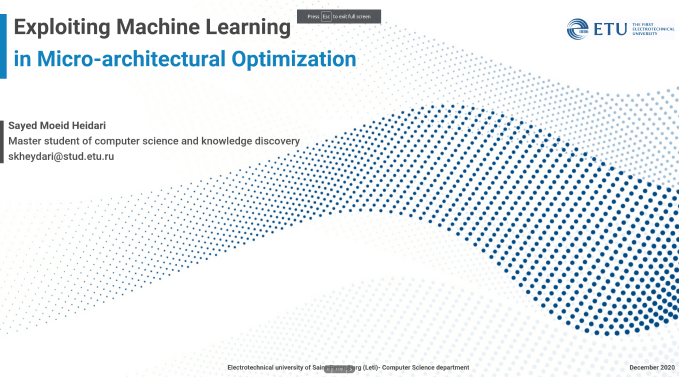 Press Esc to exit full screen
Exploiting Machine Learning
in Micro-architectural Optimization
ETU
THE FIRST
ELECTROTECHNICAL
UNIVERSITY
Sayed Moeid Heidari
Master student of computer science and knowledge discovery
skheydari@stud.etu.ru
Electrotechnical university of Saint (Leti)- Computer Science department
December 2020